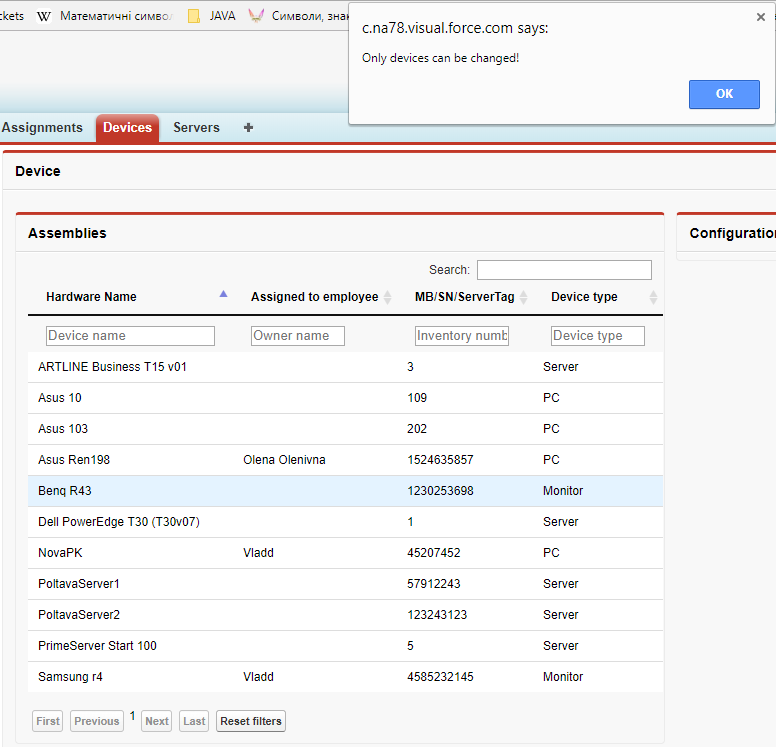 ckets W Математичні символ JAVA Символи, знак
c.na78.visual.force.com says:
Only devices can be changed!
OK
Assignments Devices Servers +
Device
Assemblies
Configuration
Search:
Hardware Name Assigned to employee MB/SN/ServerTag Device type
Device name Owner name Inventory numb Device type
ARTLINE Business T15 v01 3 Server
Asus 10 109 PC
Asus 103 202 PC
Asus Ren198 Olena Olenivna 1524635857 PC
Benq R43 1230253698 Monitor
Dell PowerEdge T30 (T30v07) 1 Server
NovaPK Vladd 45207452 PC
PoltavaServer1 57912243 Server
PoltavaServer2 123243123 Server
PrimeServer Start 100 5 Server
Samsung r4 Vladd 4585232145 Monitor
First Previous 1 Next Last Reset filters